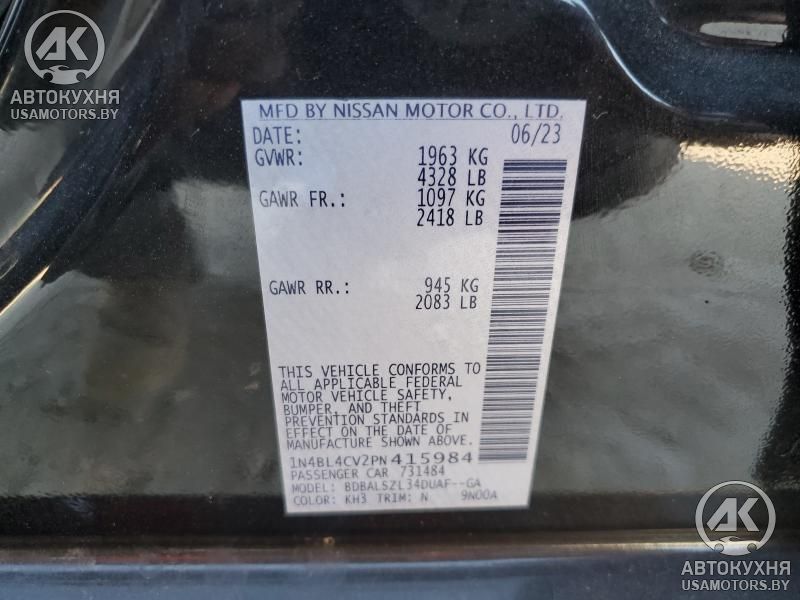 AK
АВТОКУХНЯ
USAMOTORS.BY
MFD BY NISSAN MOTOR CO., LTD.
DATE: 06/23
GVWR: 1963 KG
4328 LB
GAWR FR.: 1097 KG
2418 LB
GAWR RR.: 945 KG
2083 LB
THIS VEHICLE CONFORMS TO
ALL APPLICABLE FEDERAL
MOTOR VEHICLE SAFETY,
BUMPER, AND THEFT
PREVENTION STANDARDS IN
EFFECT ON THE DATE OF
MANUFACTURE SHOWN ABOVE.
1N4BL4CV2PN415984
PASSENGER CAR 731484
MODEL: BDBALSZL34DUAF--GA
COLOR: KH3 TRIM: N 9N00A
AK
АВТОКУХНЯ
USAMOTORS.BY